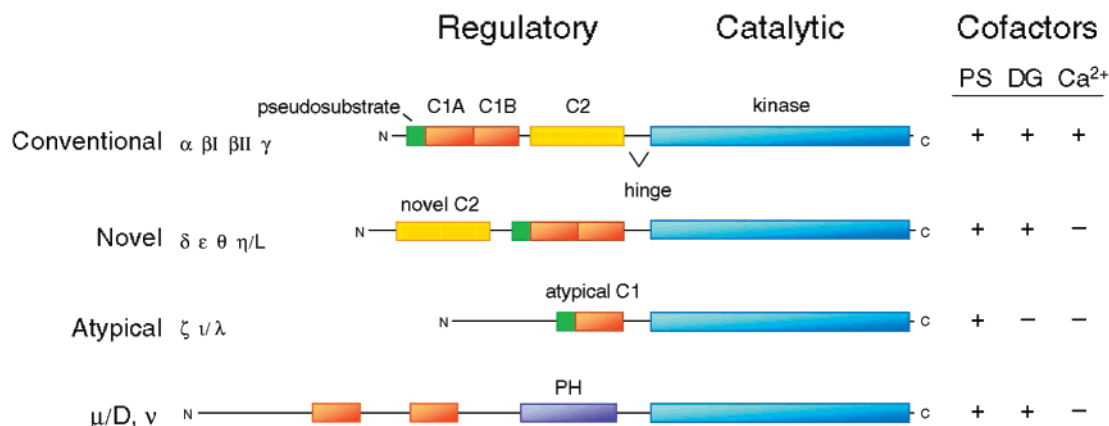 Regulatory Catalytic Cofactors
PS DG Ca²⁺
pseudosubstrate C1A C1B C2 kinase
Conventional α βI βII γ N C + + +
hinge
novel C2
Novel δ ε θ η/L N C + + −
atypical C1
Atypical ζ ι/λ N C + − −
PH
μ/D, ν N C + + −